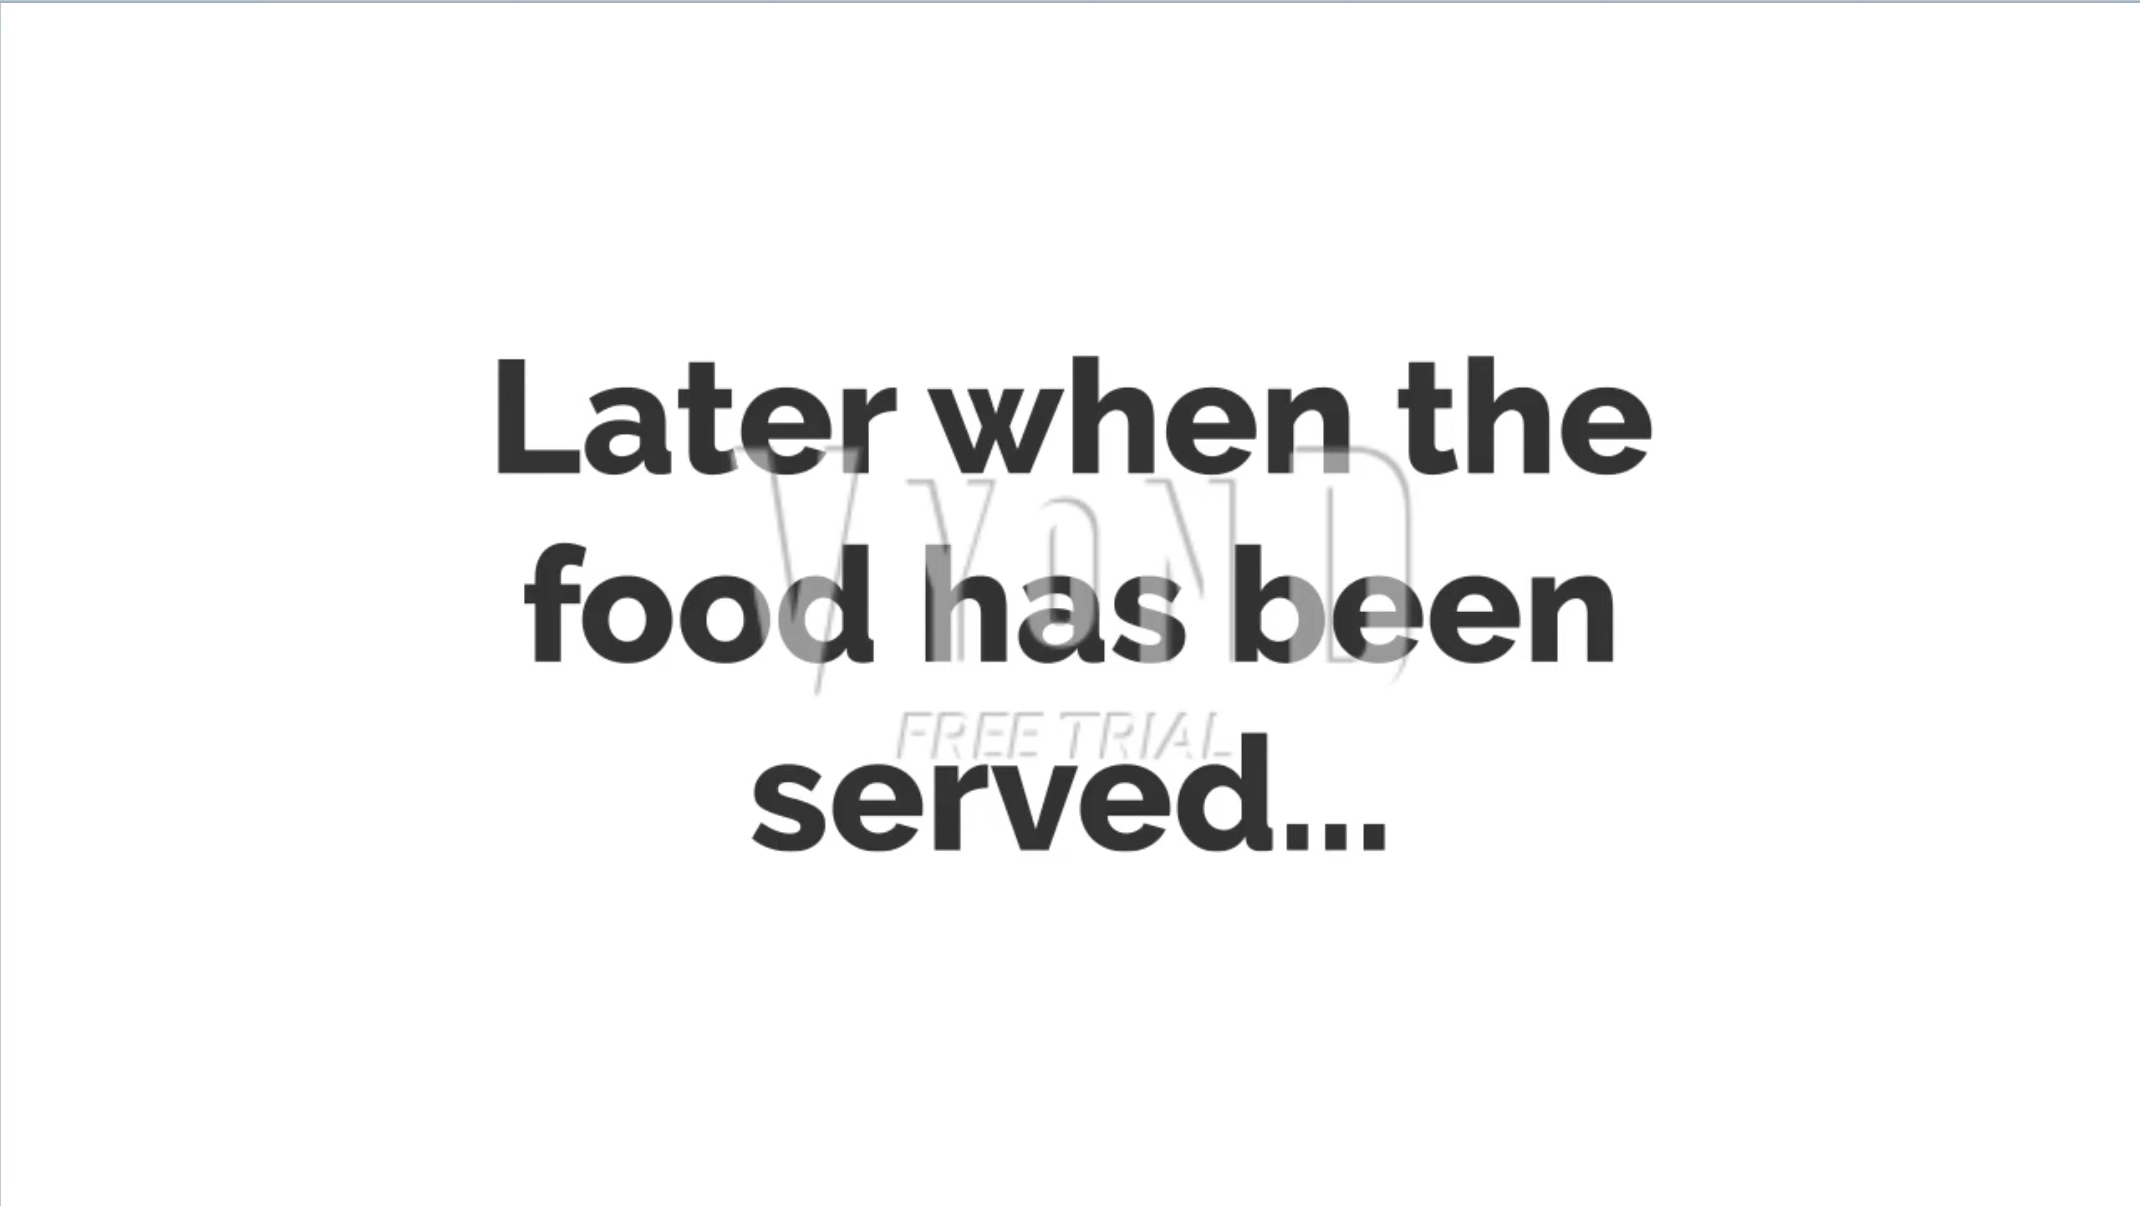 Later when the
food has been
served...
VYOND
FREE TRIAL